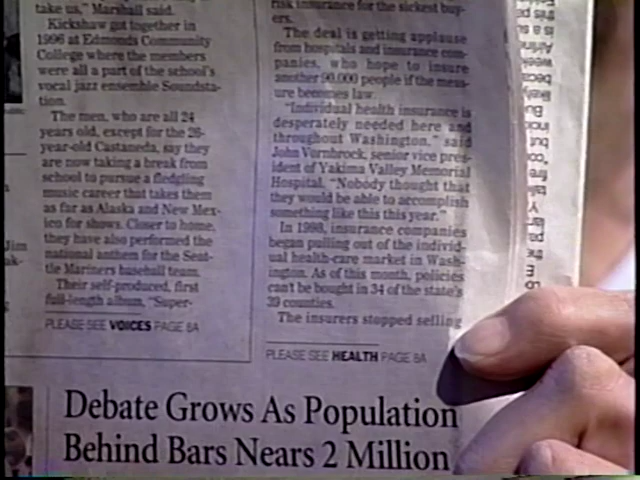 take us," Marshall said.
Kickshaw got together in
1996 at Edmonds Community
College where the members
were all a part of the school's
vocal jazz ensemble Soundsta-
tion.
The men, who are all 24
years old, except for the 26-
year-old Castaneda, say they
are now taking a break from
school to pursue a fledgling
music career that takes them
as far as Alaska and New Mex-
ico for shows. Closer to home,
they have also performed the
national anthem for the Seat-
tle Mariners baseball team.
Their self-produced, first
full-length album, "Super-
PLEASE SEE VOICES PAGE 8A
risk insurance for the sickest buy-
ers.
The deal is getting applause
from hospitals and insurance com-
panies, who hope to insure
another 90,000 people if the meas-
ure becomes law.
"Individual health insurance is
desperately needed here and
throughout Washington," said
John Vornbrock, senior vice pres-
ident of Yakima Valley Memorial
Hospital. "Nobody thought that
they would be able to accomplish
something like this this year."
In 1998, insurance companies
began pulling out of the individ-
ual health-care market in Wash-
ington. As of this month, policies
can't be bought in 34 of the state's
39 counties.
The insurers stopped selling
PLEASE SEE HEALTH PAGE 8A
Debate Grows As Population
Behind Bars Nears 2 Million